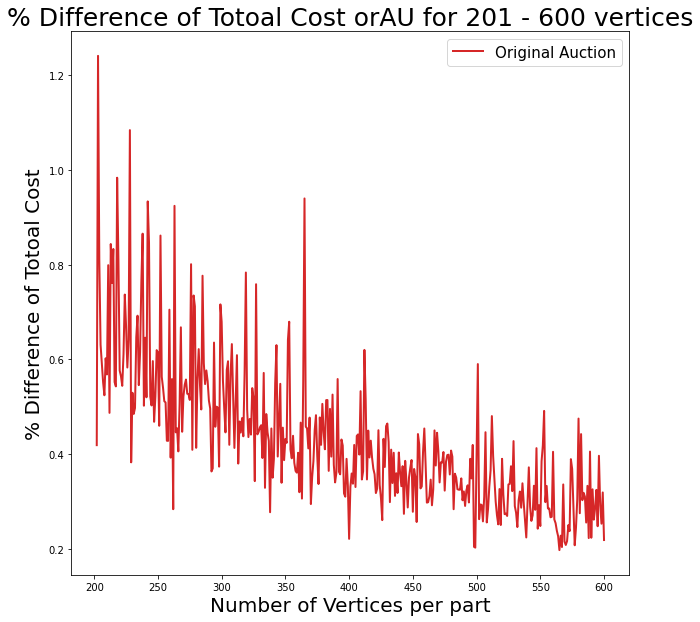 % Difference of Totoal Cost orAU for 201 - 600 vertices
Original Auction
% Difference of Totoal Cost
1.2
1.0
0.8
0.6
0.4
0.2
200 250 300 350 400 450 500 550 600
Number of Vertices per part